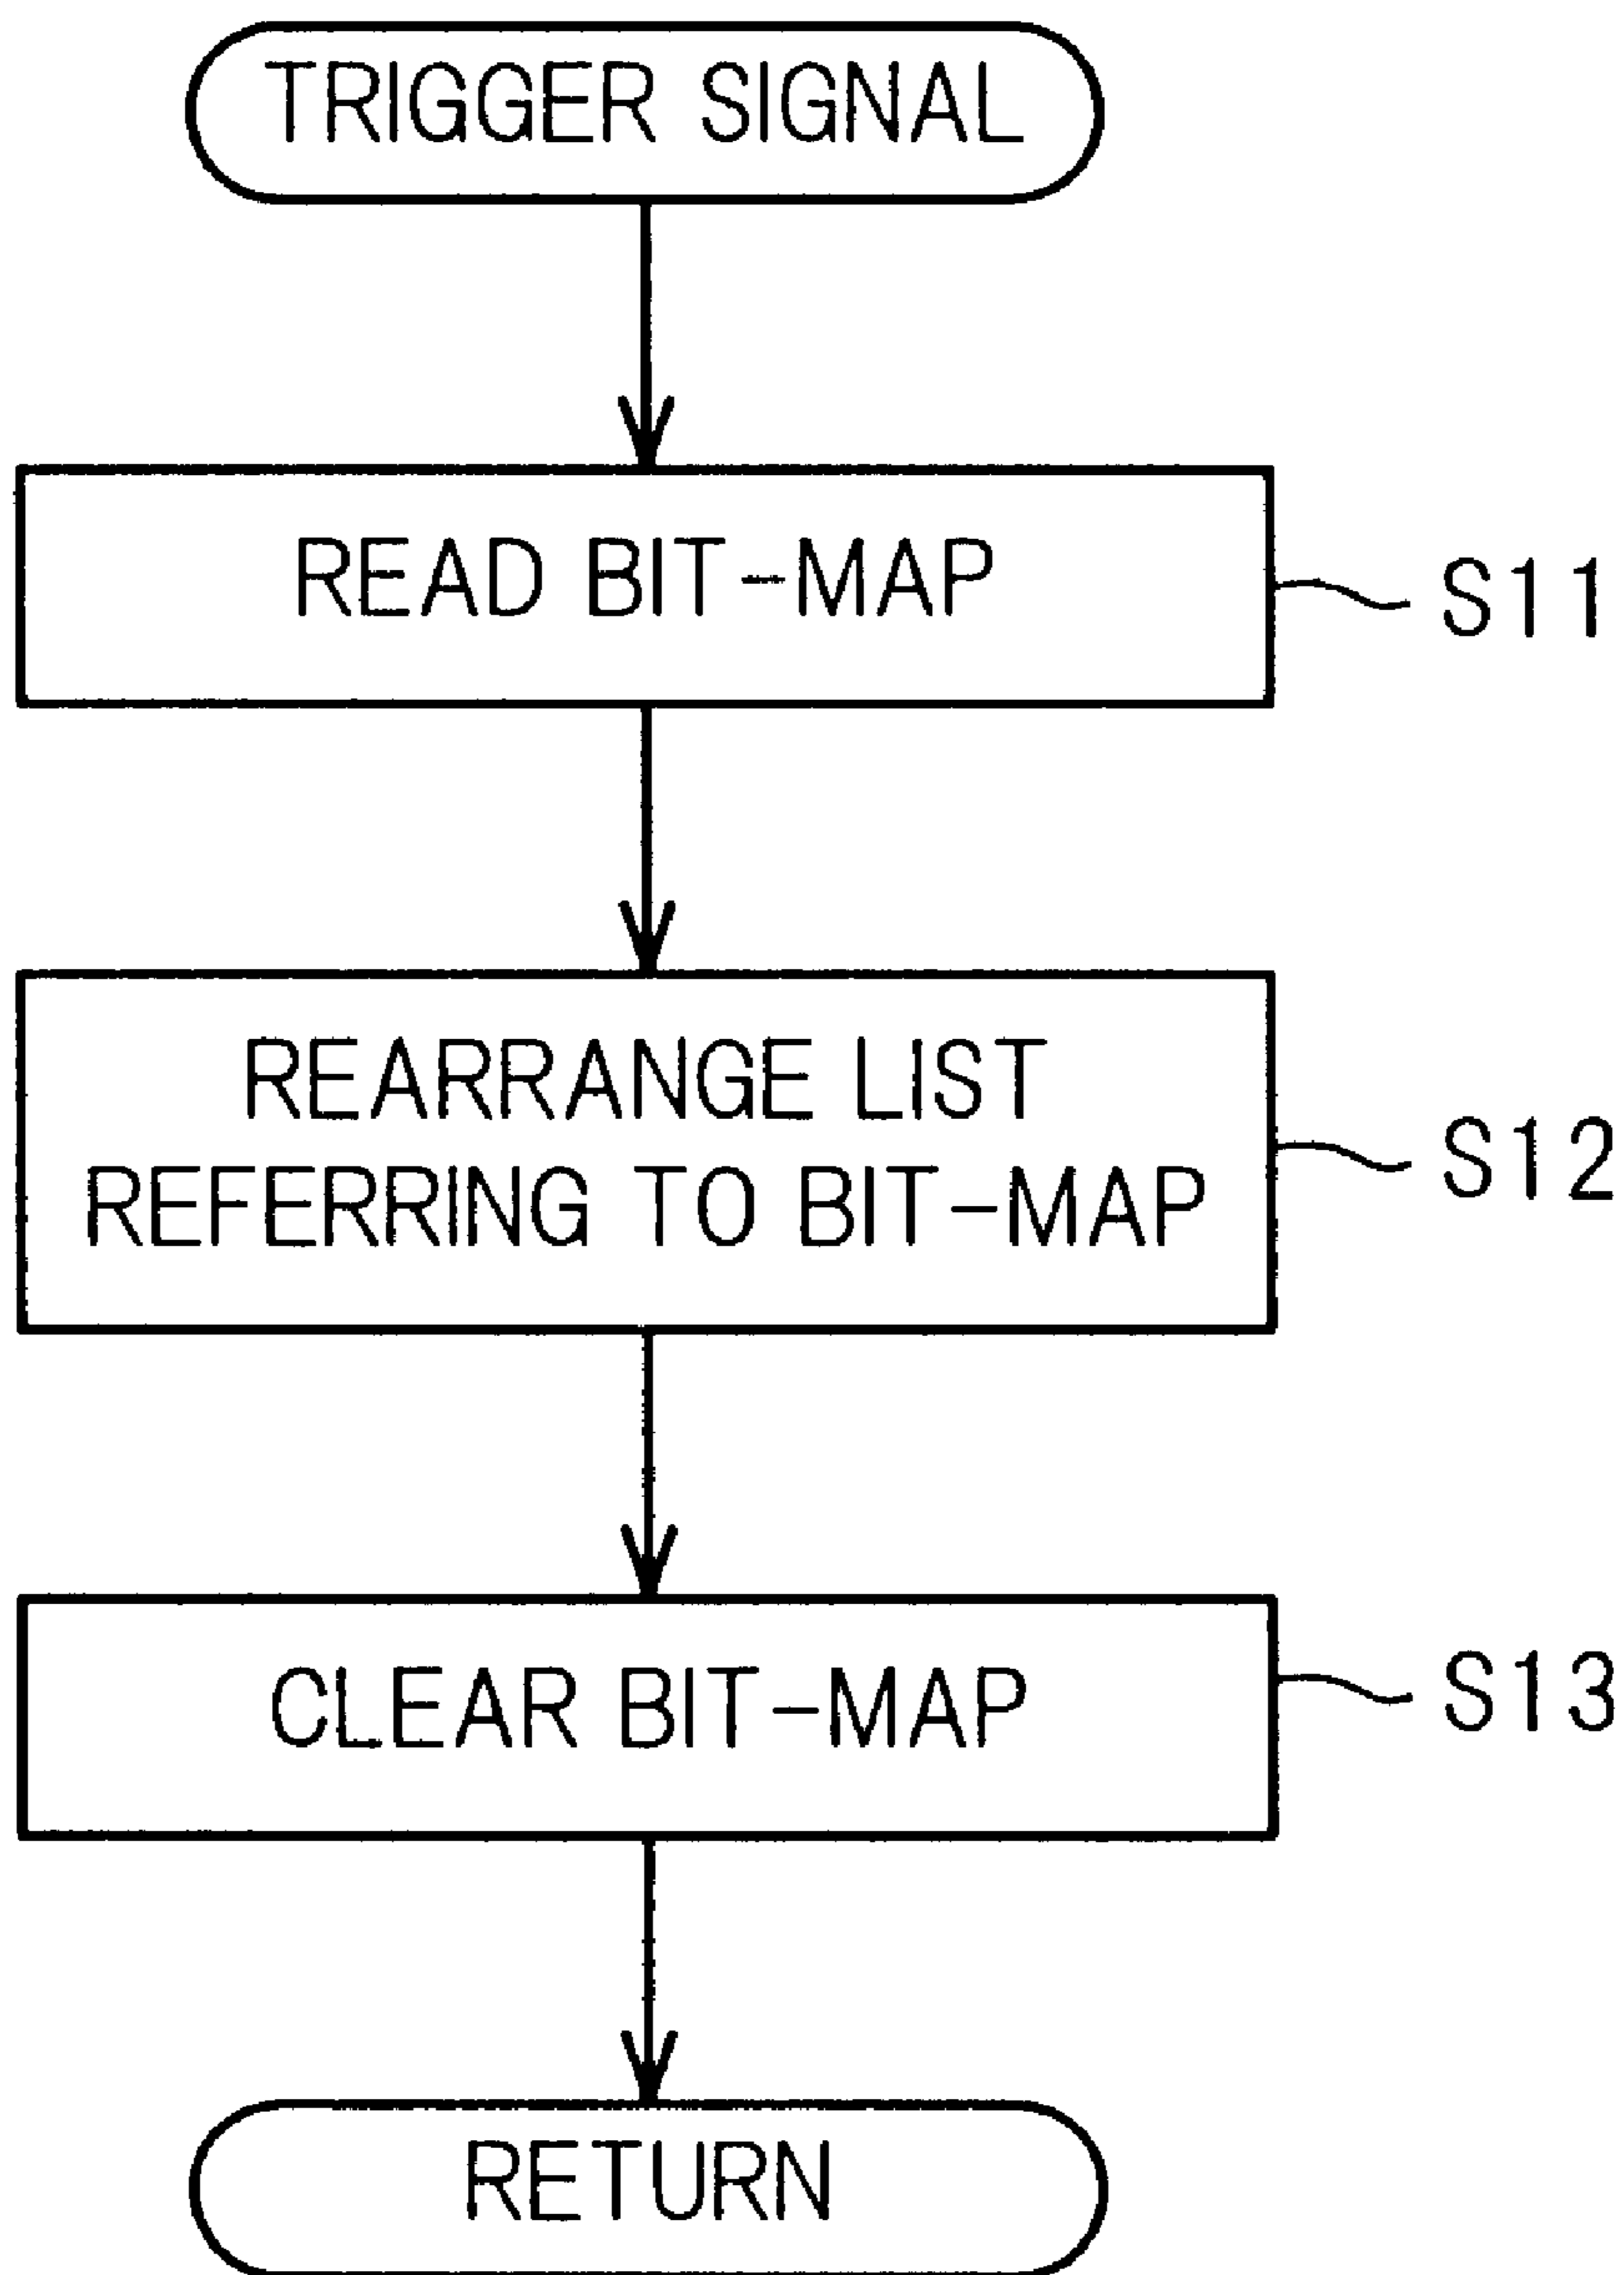 TRIGGER SIGNAL
READ BIT-MAP
S11
REARRANGE LIST
REFERRING TO BIT-MAP
S12
CLEAR BIT-MAP
S13
RETURN